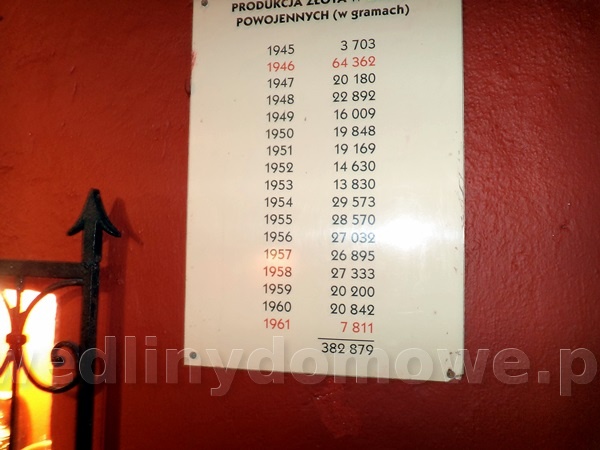 PRODUKCJA ZŁOTA W
POWOJENNYCH (w gramach)
1945 3 703
1946 64 362
1947 20 180
1948 22 892
1949 16 009
1950 19 848
1951 19 169
1952 14 630
1953 13 830
1954 29 573
1955 28 570
1956 27 032
1957 26 895
1958 27 333
1959 20 200
1960 20 842
1961 7 811
382 879
wedlinydomowe.p